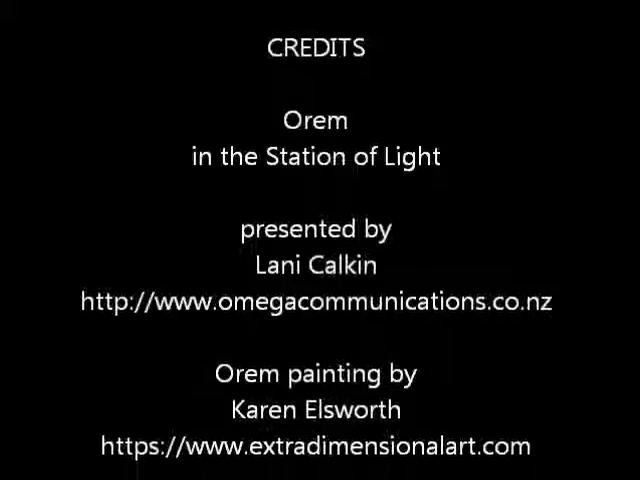 CREDITS
Orem
in the Station of Light
presented by
Lani Calkin
http://www.omegacommunications.co.nz
Orem painting by
Karen Elsworth
https://www.extradimensionalart.com